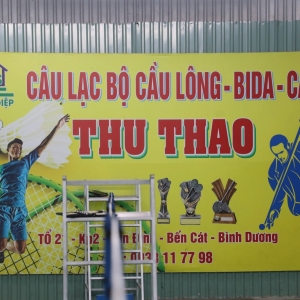 CÂU LẠC BỘ CẦU LÔNG - BIDA - CA
THU THAO
Bến Cát - Bình Dương
11 77 98